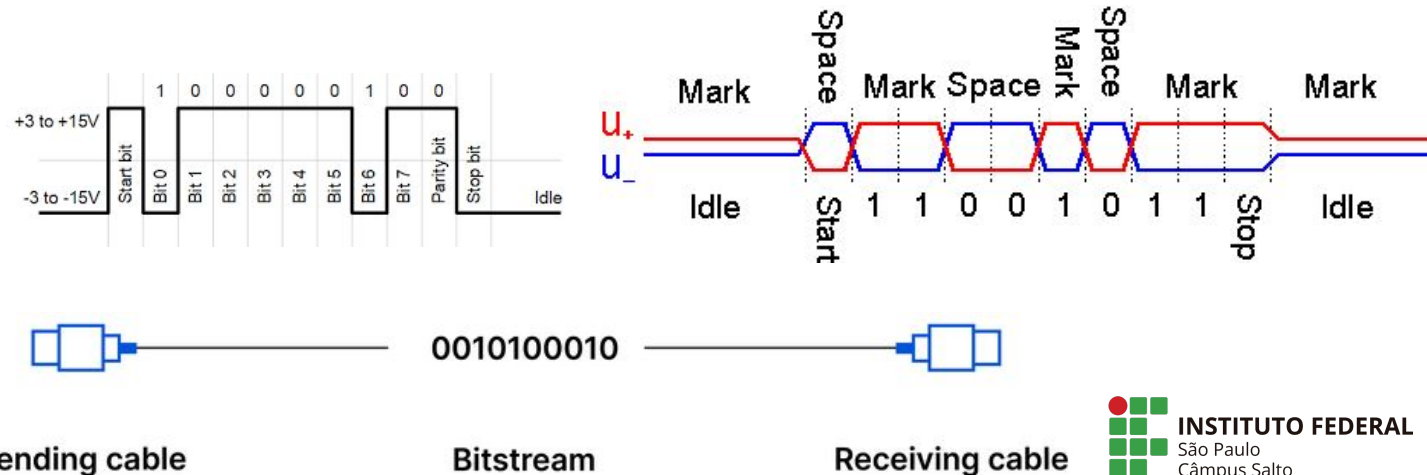 1 0 0 0 0 0 1 0 0
+3 to +15V
-3 to -15V
Start bit
Bit 0
Bit 1
Bit 2
Bit 3
Bit 4
Bit 5
Bit 6
Bit 7
Parity bit
Stop bit
Idle
Mark Space Mark Space Mark Space Mark Mark
u+
u-
Idle Start 1 1 0 0 1 0 1 1 Stop Idle
0010100010
ending cable
Bitstream
Receiving cable
INSTITUTO FEDERAL
São Paulo
Câmpus Salto